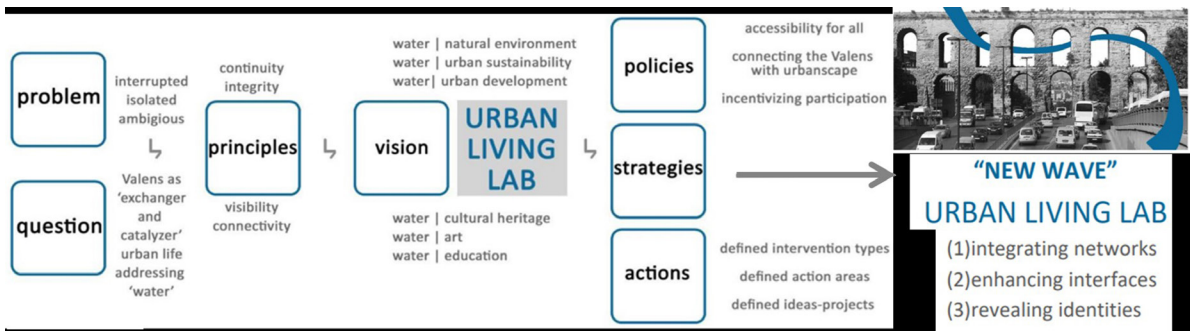 problem
interrupted
isolated
ambigious
question
Valens as
‘exchanger
and
catalyzer’
urban life
addressing
‘water’
continuity
integrity
principles
visibility
connectivity
water | natural environment
water | urban sustainability
water| urban development
vision
URBAN
LIVING
LAB
water | cultural heritage
water | art
water | education
policies
accessibility for all
connecting the Valens
with urbanscape
incentivizing participation
strategies
actions
defined intervention types
defined action areas
defined ideas-projects
“NEW WAVE”
URBAN LIVING LAB
(1)integrating networks
(2)enhancing interfaces
(3)revealing identities